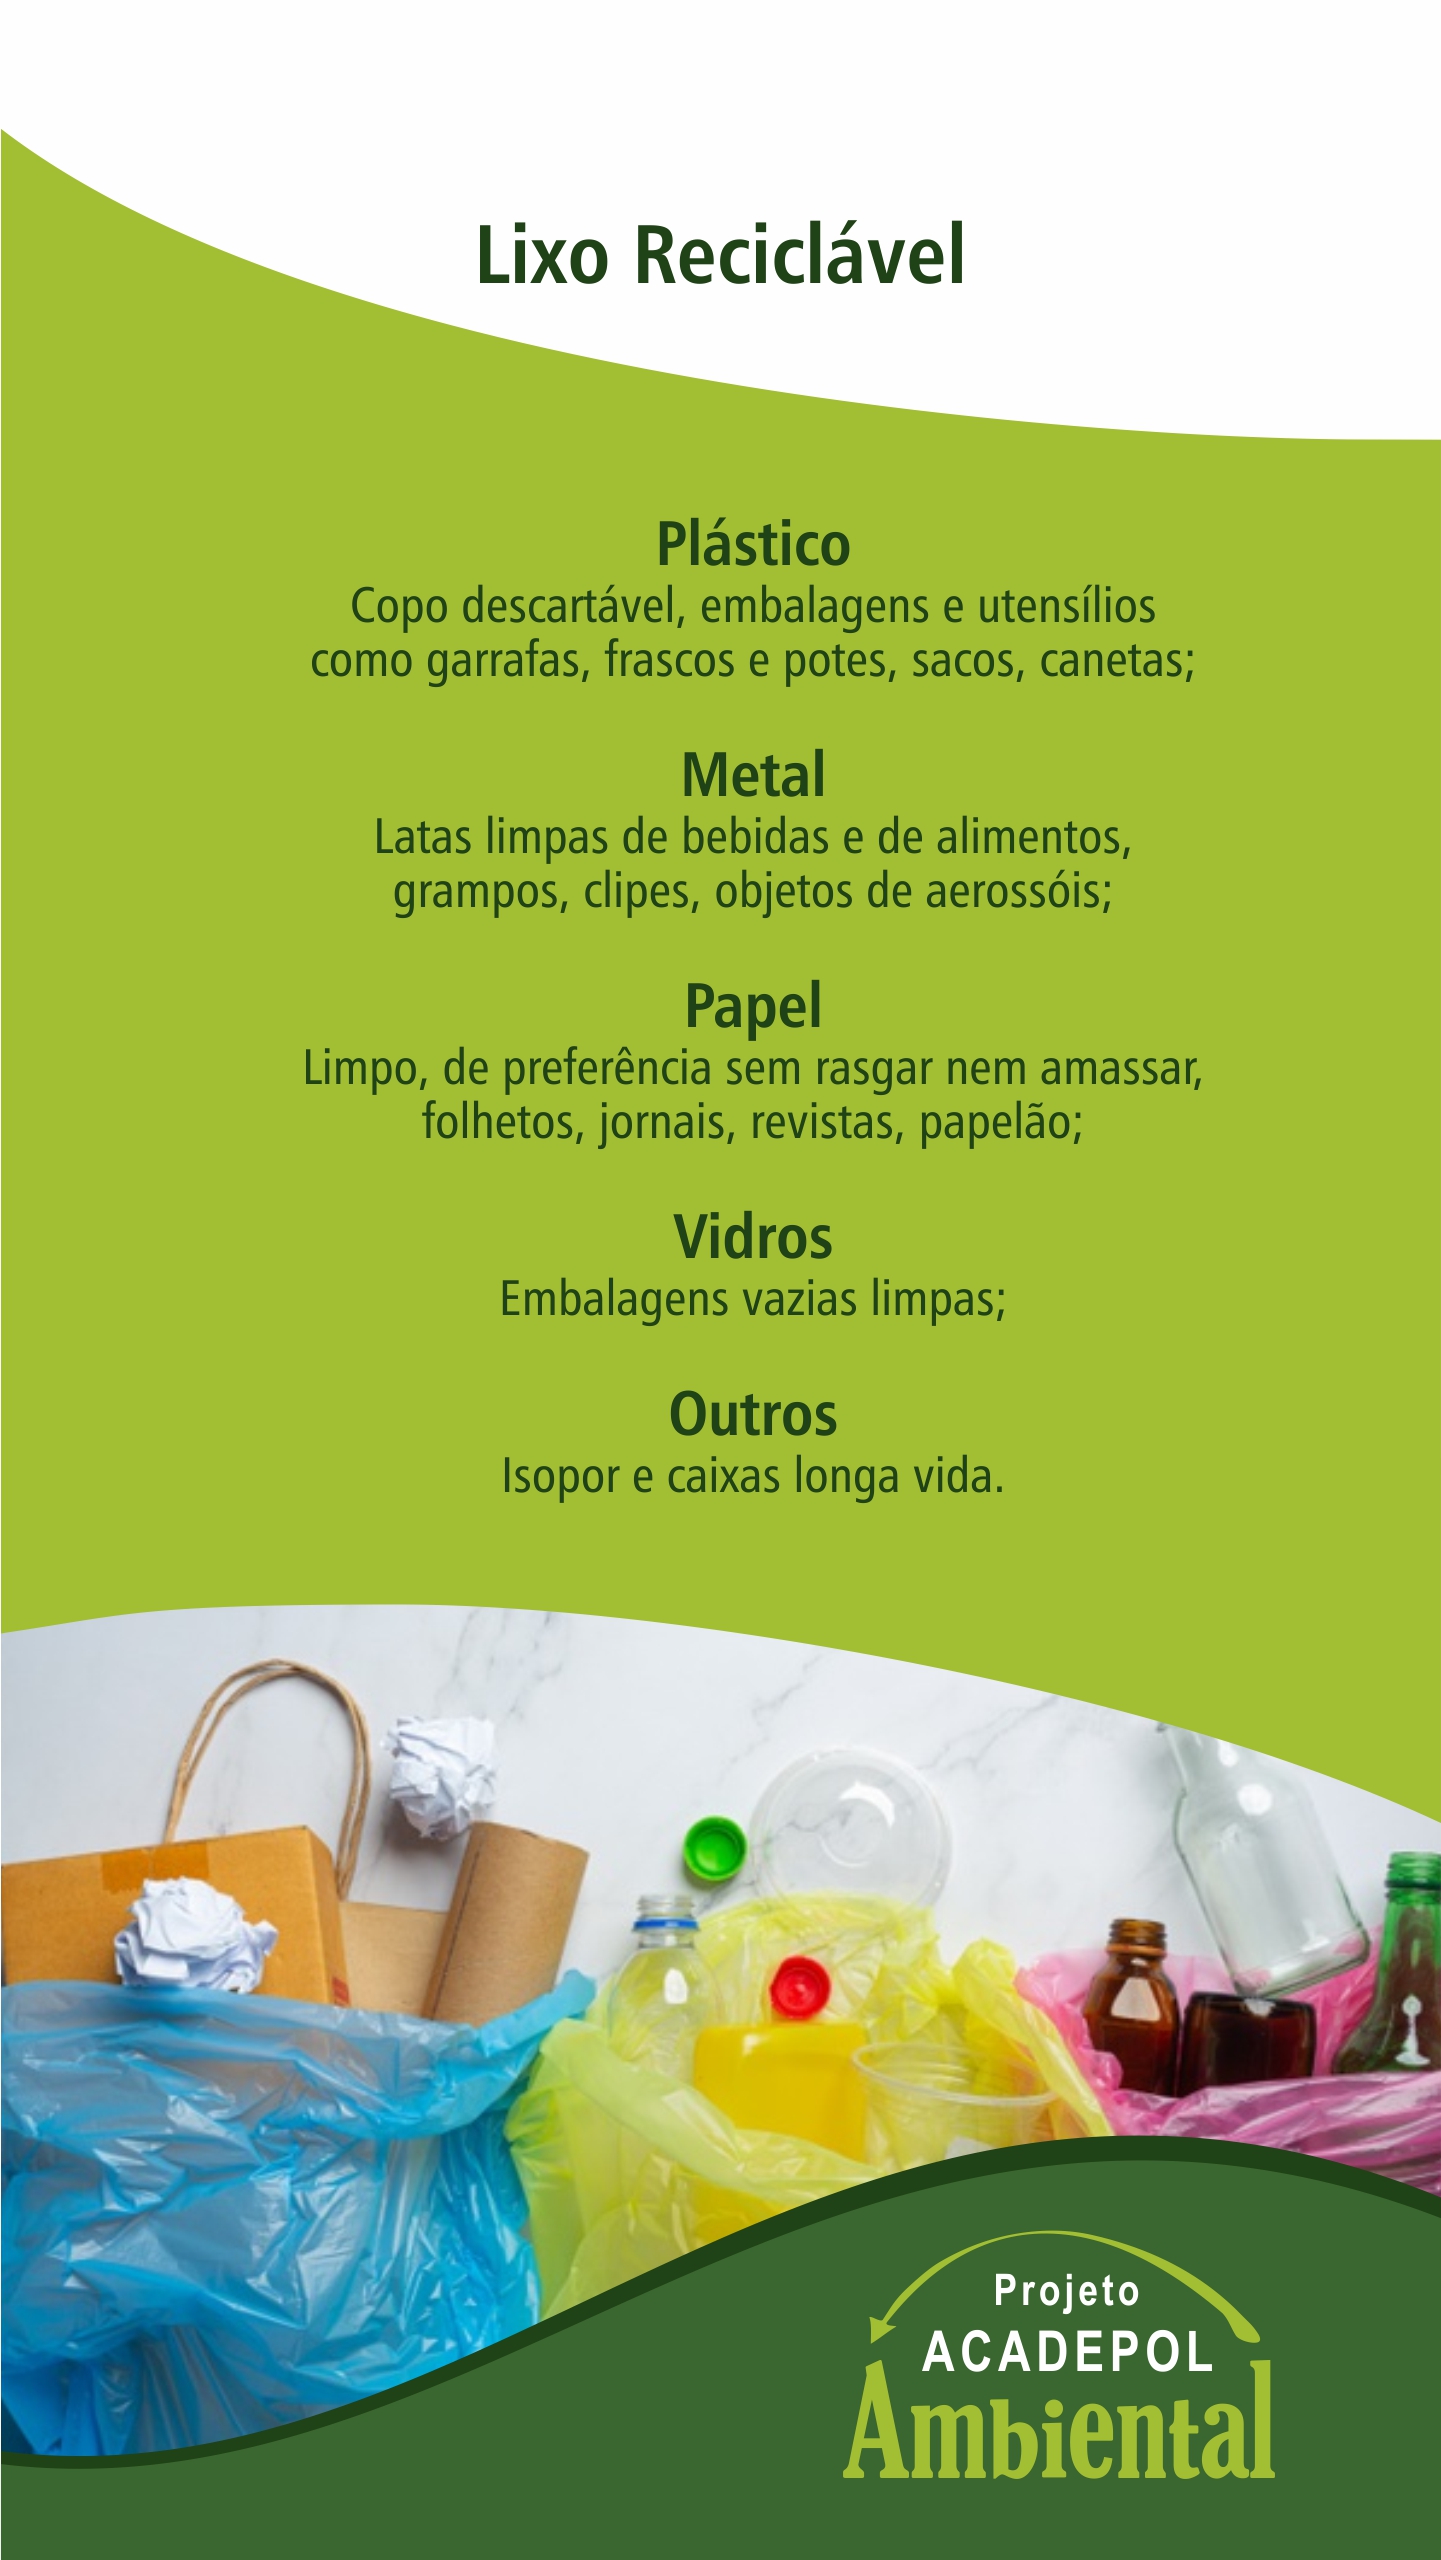 Lixo Reciclável
Plástico
Copo descartável, embalagens e utensílios
como garrafas, frascos e potes, sacos, canetas;
Metal
Latas limpas de bebidas e de alimentos,
grampos, clipes, objetos de aerossóis;
Papel
Limpo, de preferência sem rasgar nem amassar,
folhetos, jornais, revistas, papelão;
Vidros
Embalagens vazias limpas;
Outros
Isopor e caixas longa vida.
Projeto
ACADEPOL
Ambiental